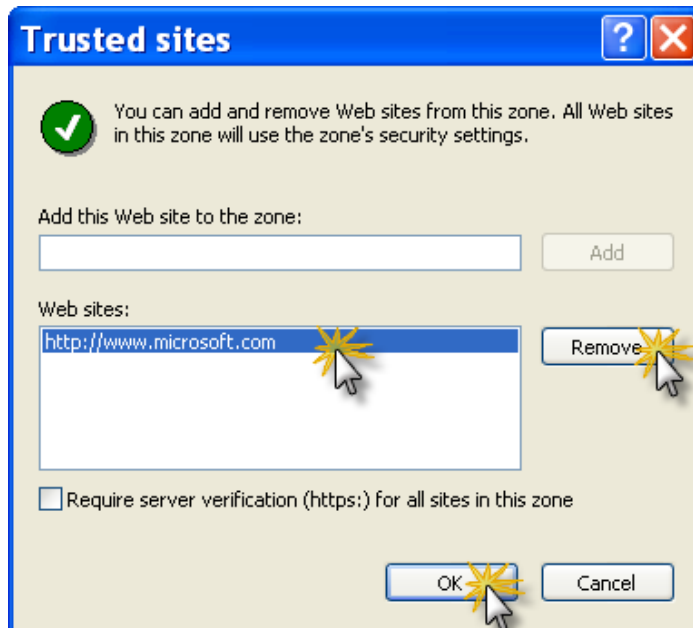 Trusted sites
You can add and remove Web sites from this zone. All Web sites
in this zone will use the zone's security settings.
Add this Web site to the zone:
Add
Web sites:
http://www.microsoft.com
Remove
Require server verification (https:) for all sites in this zone
OK
Cancel